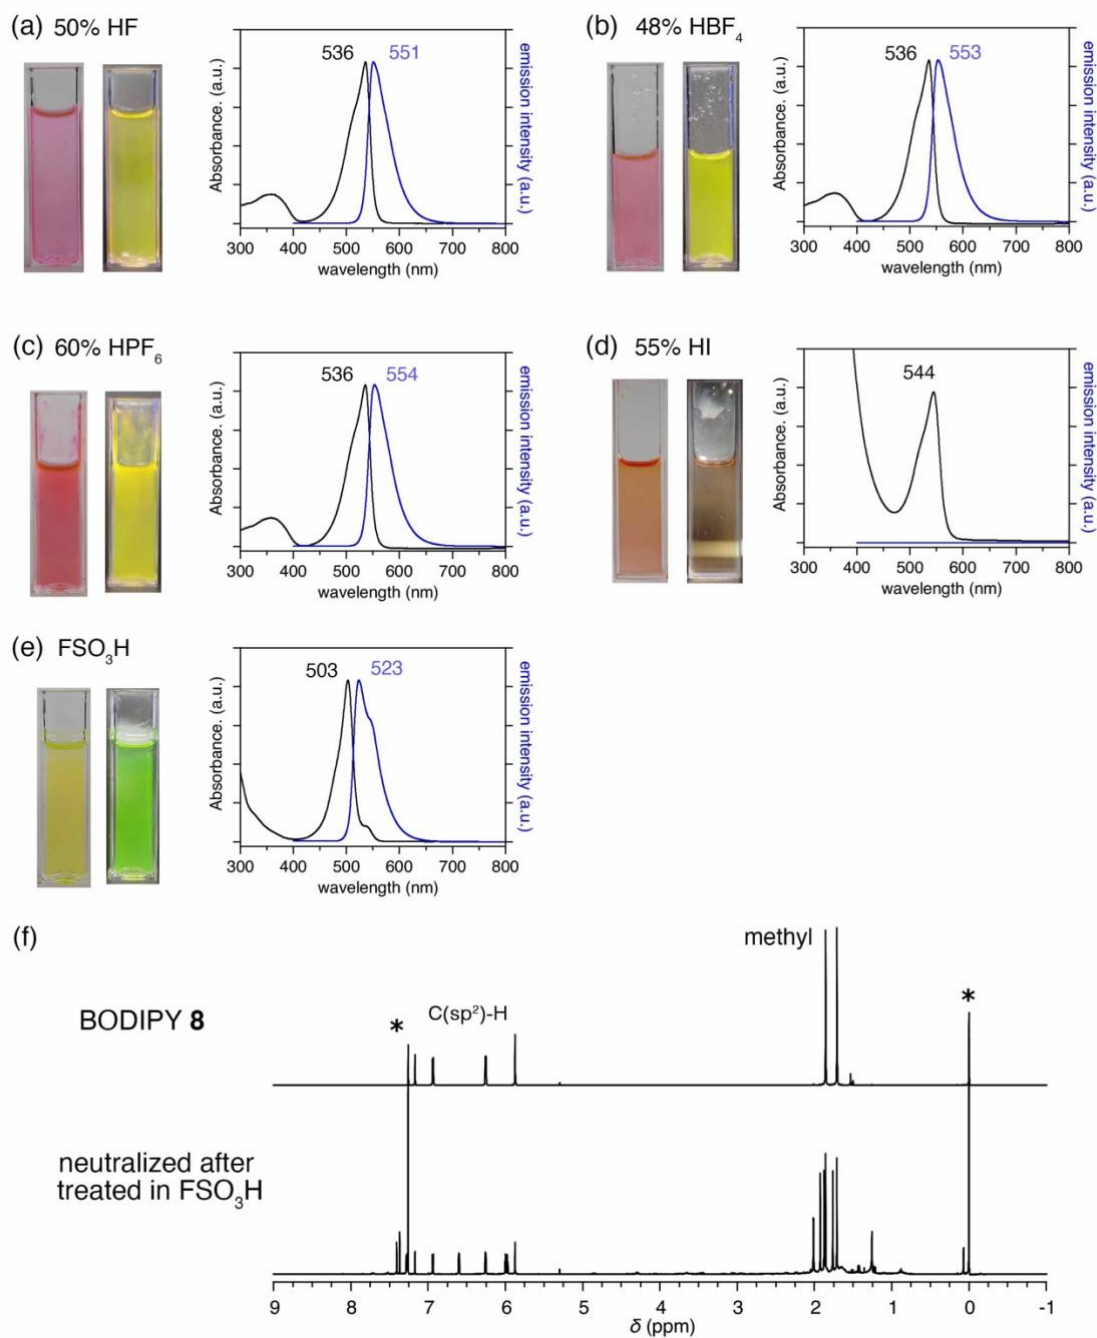 (a) 50% HF
536 551
Absorbance. (a.u.)
emission intensity (a.u.)
300 400 500 600 700 800
wavelength (nm)
(b) 48% HBF₄
536 553
Absorbance. (a.u.)
emission intensity (a.u.)
300 400 500 600 700 800
wavelength (nm)
(c) 60% HPF₆
536 554
Absorbance. (a.u.)
emission intensity (a.u.)
300 400 500 600 700 800
wavelength (nm)
(d) 55% HI
544
Absorbance. (a.u.)
emission intensity (a.u.)
300 400 500 600 700 800
wavelength (nm)
(e) FSO₃H
503 523
Absorbance. (a.u.)
emission intensity (a.u.)
300 400 500 600 700 800
wavelength (nm)
(f)
methyl
*
C(sp²)-H
*
BODIPY 8
neutralized after
treated in FSO₃H
9 8 7 6 5 4 3 2 1 0 -1
δ (ppm)